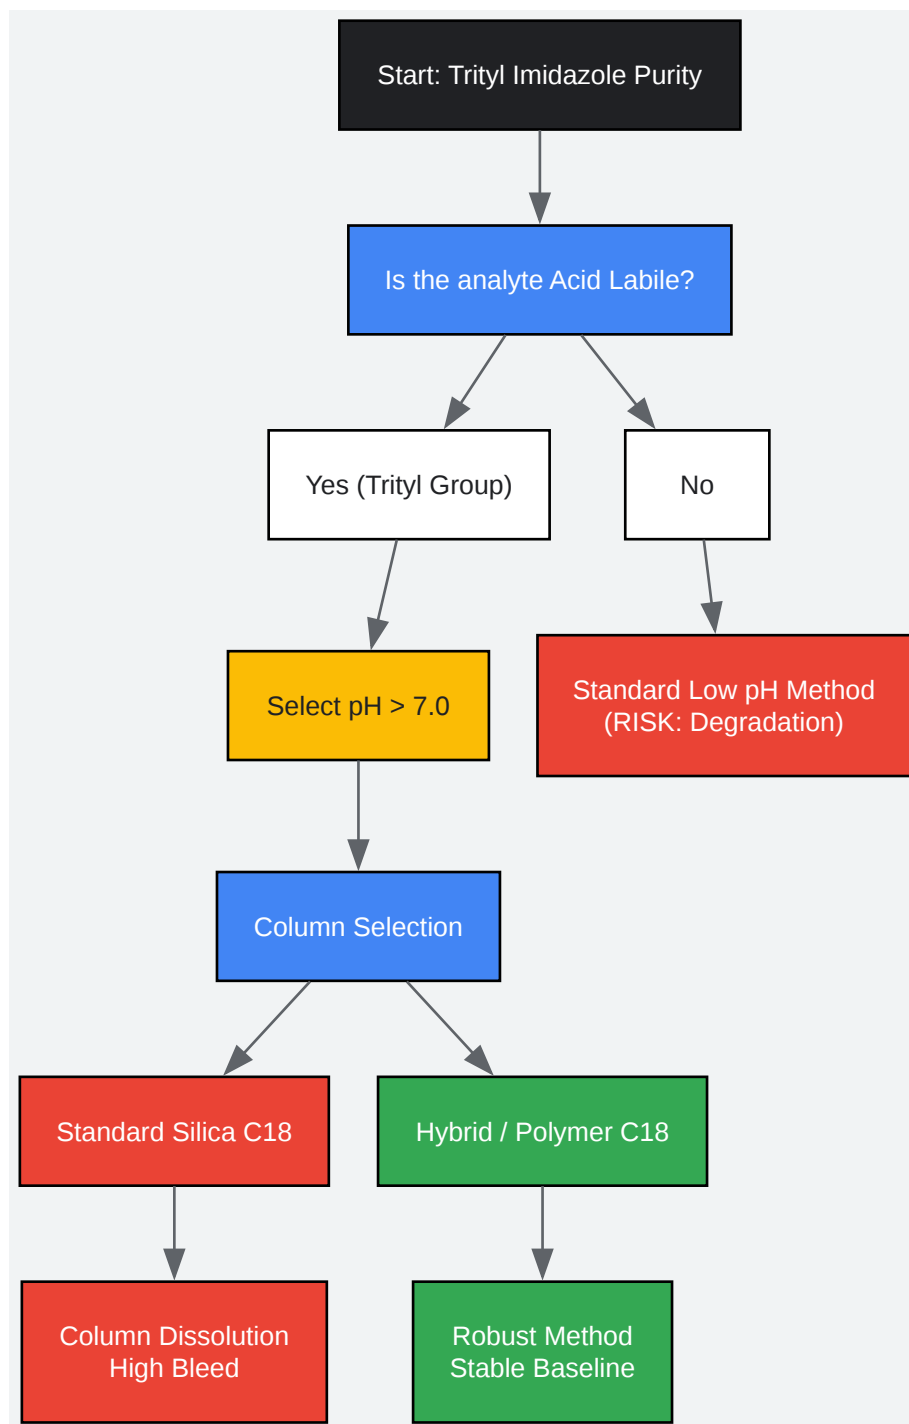 Start: Trityl Imidazole Purity
Is the analyte Acid Labile?
Yes (Trityl Group)
No
Standard Low pH Method
(RISK: Degradation)
Select pH > 7.0
Column Selection
Standard Silica C18
Hybrid / Polymer C18
Column Dissolution
High Bleed
Robust Method
Stable Baseline